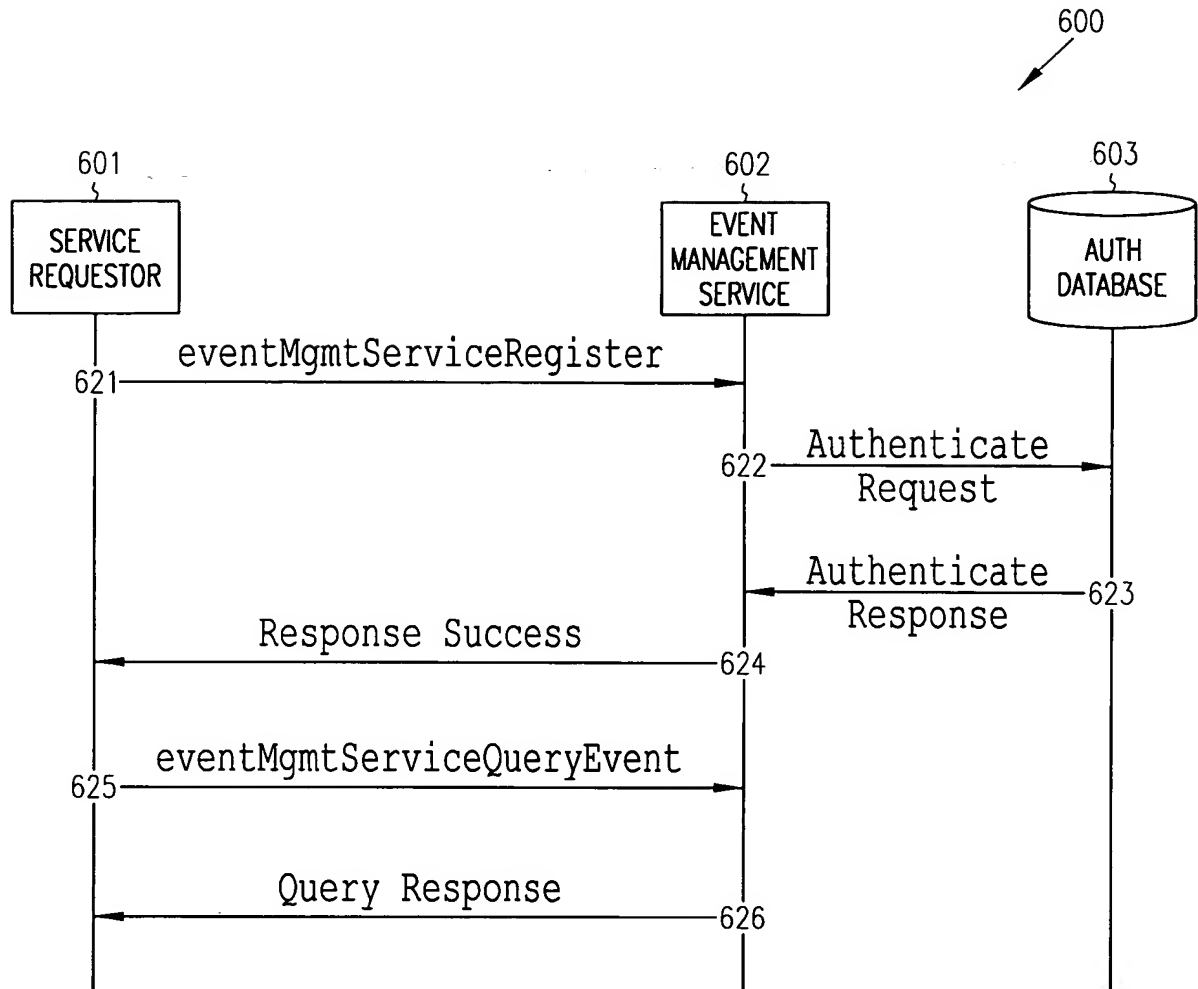 600
601
602
603
SERVICE
REQUESTOR
EVENT
MANAGEMENT
SERVICE
AUTH
DATABASE
eventMgmtServiceRegister
621
622
Authenticate
Request
Authenticate
Response
623
Response Success
624
eventMgmtServiceQueryEvent
625
Query Response
626